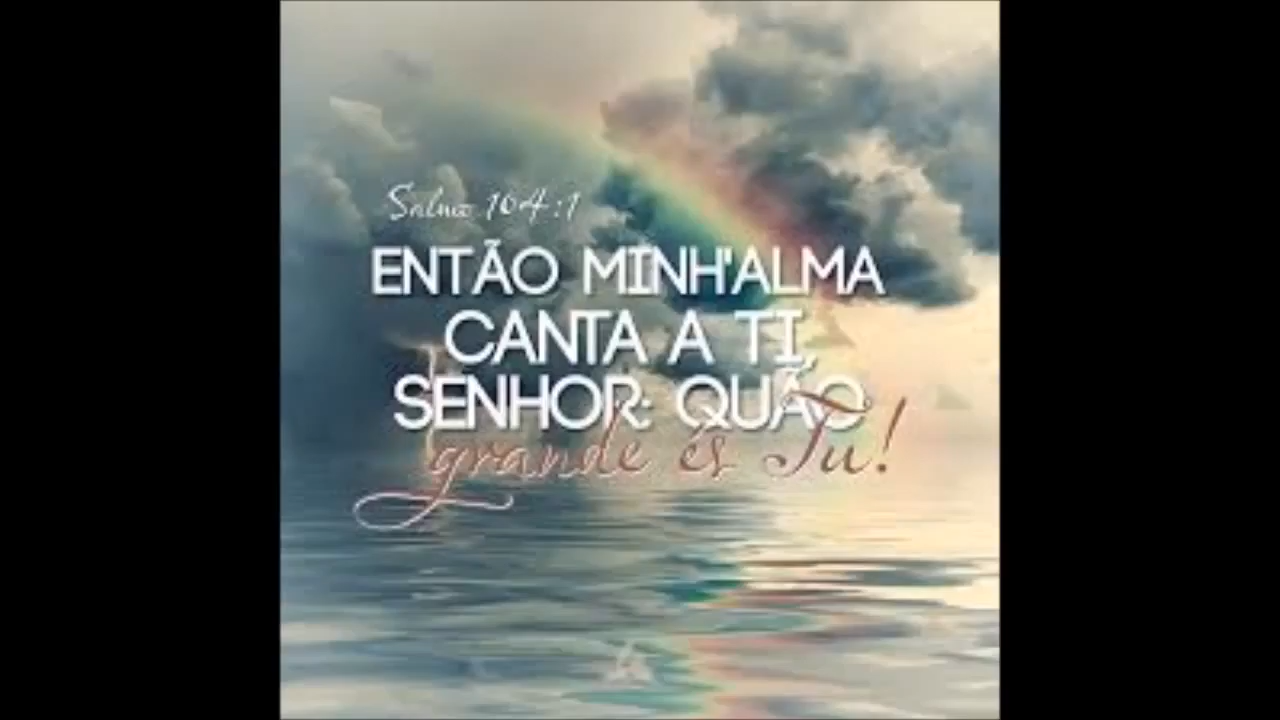 Salmo 104:1
ENTÃO MINH'ALMA
CANTA A TI,
SENHOR: QUÃO
grande és Tu!